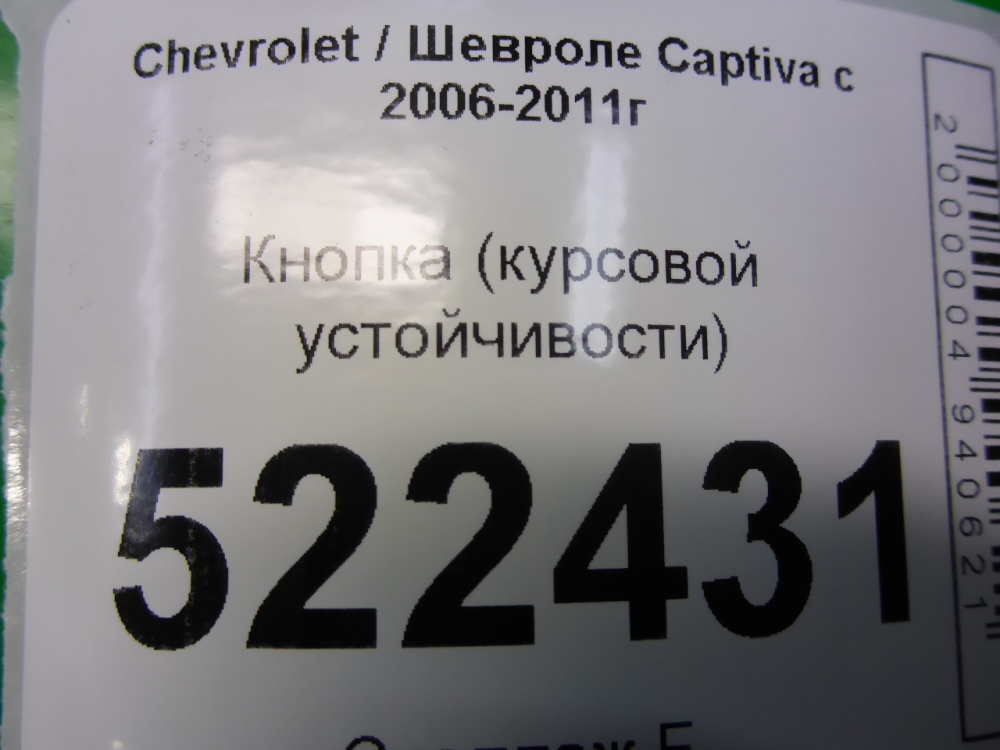 Chevrolet / Шевроле Captiva с
2006-2011г
Кнопка (курсовой
устойчивости)
522431
2000004940621